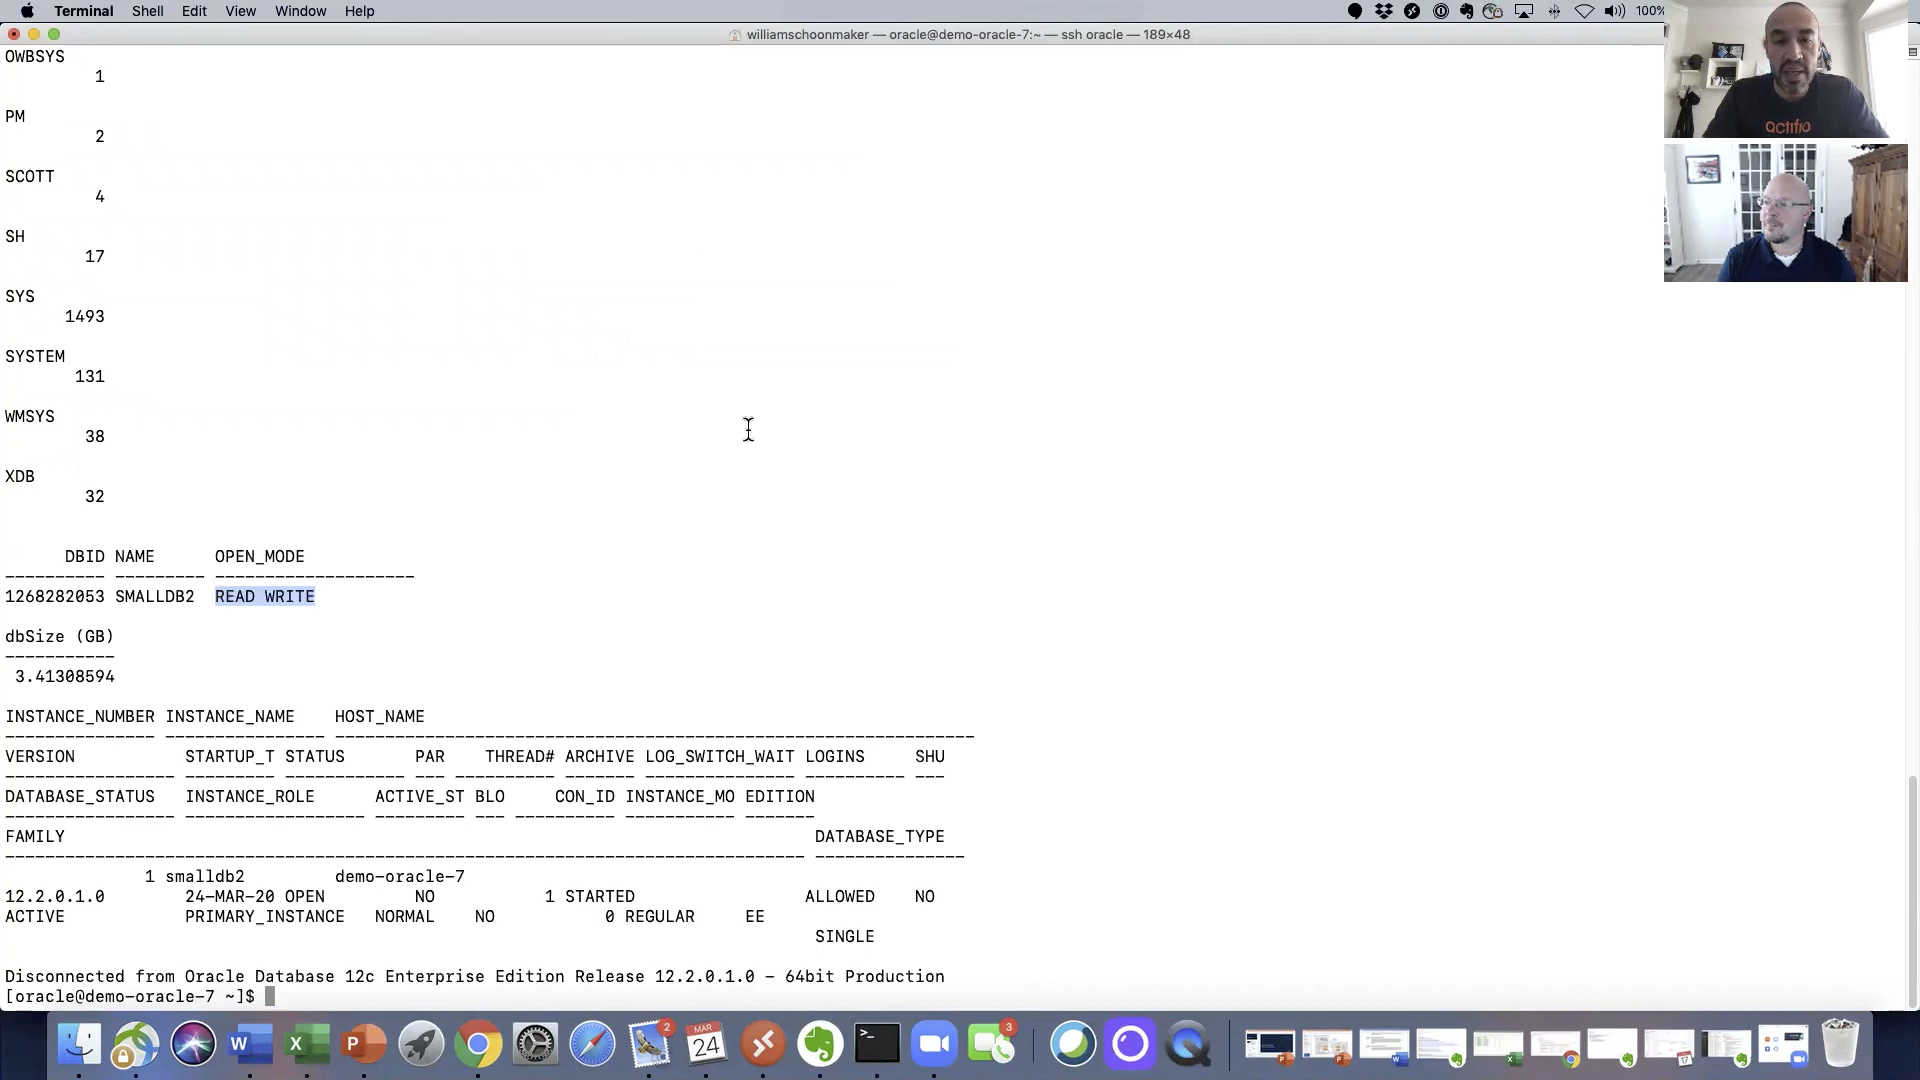 Terminal Shell Edit View Window Help 100%
williamschoonmaker — oracle@demo-oracle-7:~ — ssh oracle — 189×48
OWBSYS
1
PM
2
SCOTT
4
SH
17
SYS
1493
SYSTEM
131
WMSYS
38
XDB
32
DBID NAME OPEN_MODE
---------- --------- --------------------
1268282053 SMALLDB2 READ WRITE
dbSize (GB)
-----------
3.41308594
INSTANCE_NUMBER INSTANCE_NAME HOST_NAME
--------------- ---------------- ----------------------------------------------------------------
VERSION STARTUP_T STATUS PAR THREAD# ARCHIVE LOG_SWITCH_WAIT LOGINS SHU
----------------- --------- ------------ --- ---------- ------- --------------- ---------- ---
DATABASE_STATUS INSTANCE_ROLE ACTIVE_ST BLO CON_ID INSTANCE_MO EDITION
----------------- ------------------ --------- --- ---------- ----------- -------
FAMILY DATABASE_TYPE
-------------------------------------------------------------------------------- ---------------
1 smalldb2 demo-oracle-7
12.2.0.1.0 24-MAR-20 OPEN NO 1 STARTED ALLOWED NO
ACTIVE PRIMARY_INSTANCE NORMAL NO 0 REGULAR EE
SINGLE
Disconnected from Oracle Database 12c Enterprise Edition Release 12.2.0.1.0 - 64bit Production
[oracle@demo-oracle-7 ~]$
actifio
W X P 2 MAR 24 >_ 3 17